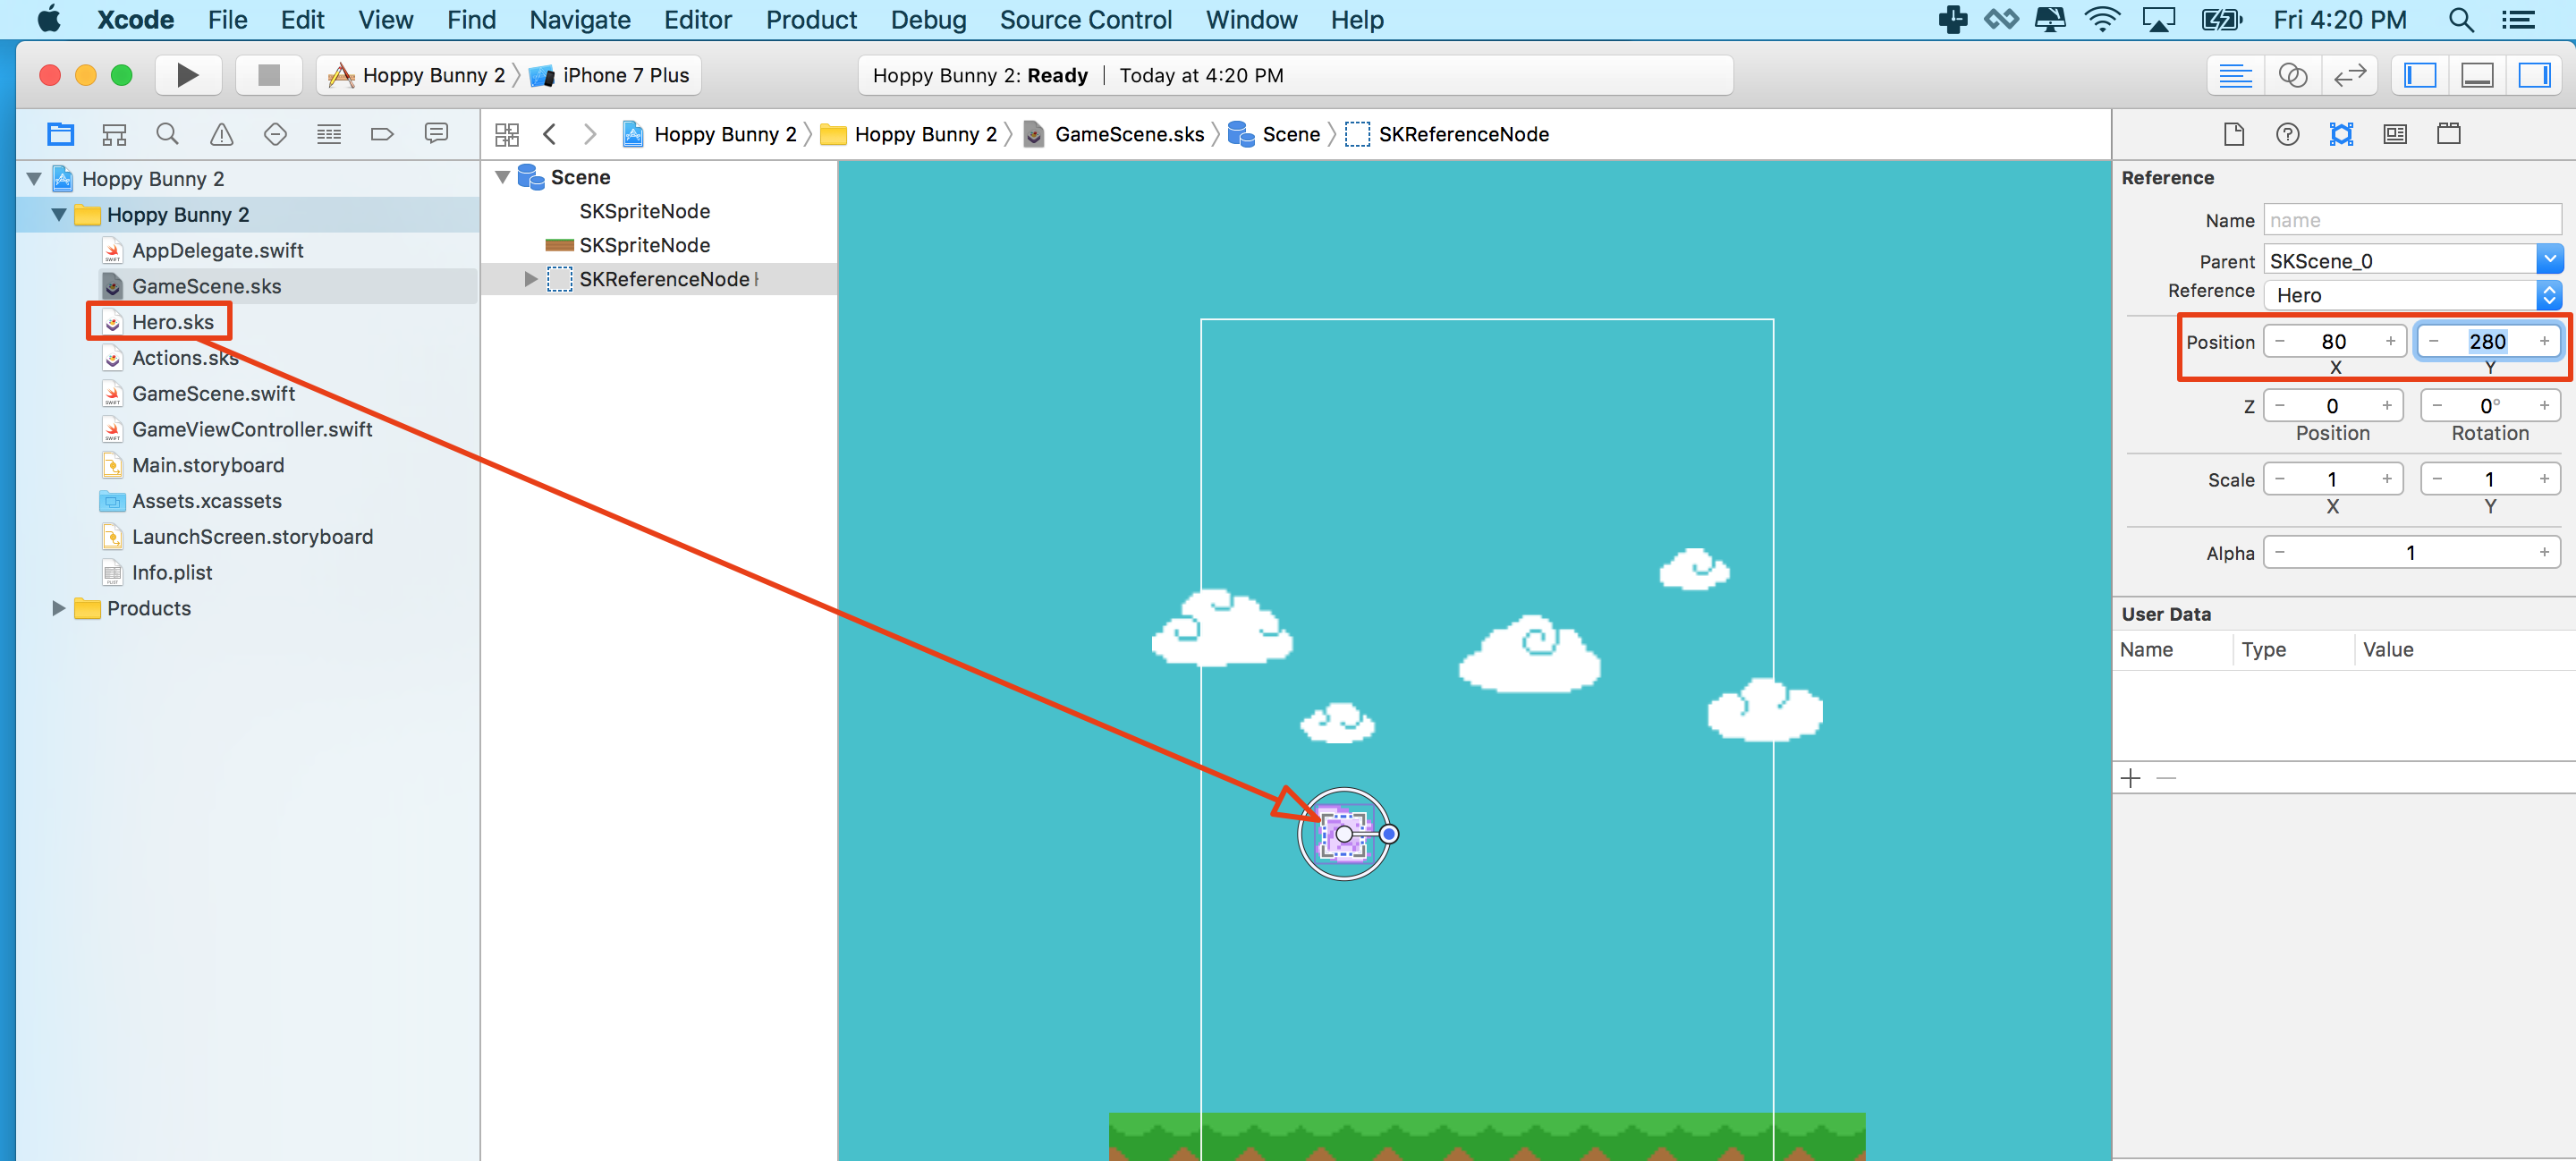 Xcode File Edit View Find Navigate Editor Product Debug Source Control Window Help Fri 4:20 PM
Hoppy Bunny 2 iPhone 7 Plus
Hoppy Bunny 2: Ready | Today at 4:20 PM
Hoppy Bunny 2 Hoppy Bunny 2 GameScene.sks Scene SKReferenceNode
Hoppy Bunny 2
Hoppy Bunny 2
AppDelegate.swift
GameScene.sks
Hero.sks
Actions.sks
GameScene.swift
GameViewController.swift
Main.storyboard
Assets.xcassets
LaunchScreen.storyboard
Info.plist
Products
Scene
SKSpriteNode
SKSpriteNode
SKReferenceNode
Reference
Name name
Parent SKScene_0
Reference Hero
Position − 80 + − 280 +
X Y
Z − 0 + − 0° +
Position Rotation
Scale − 1 + − 1 +
X Y
Alpha − 1 +
User Data
Name Type Value